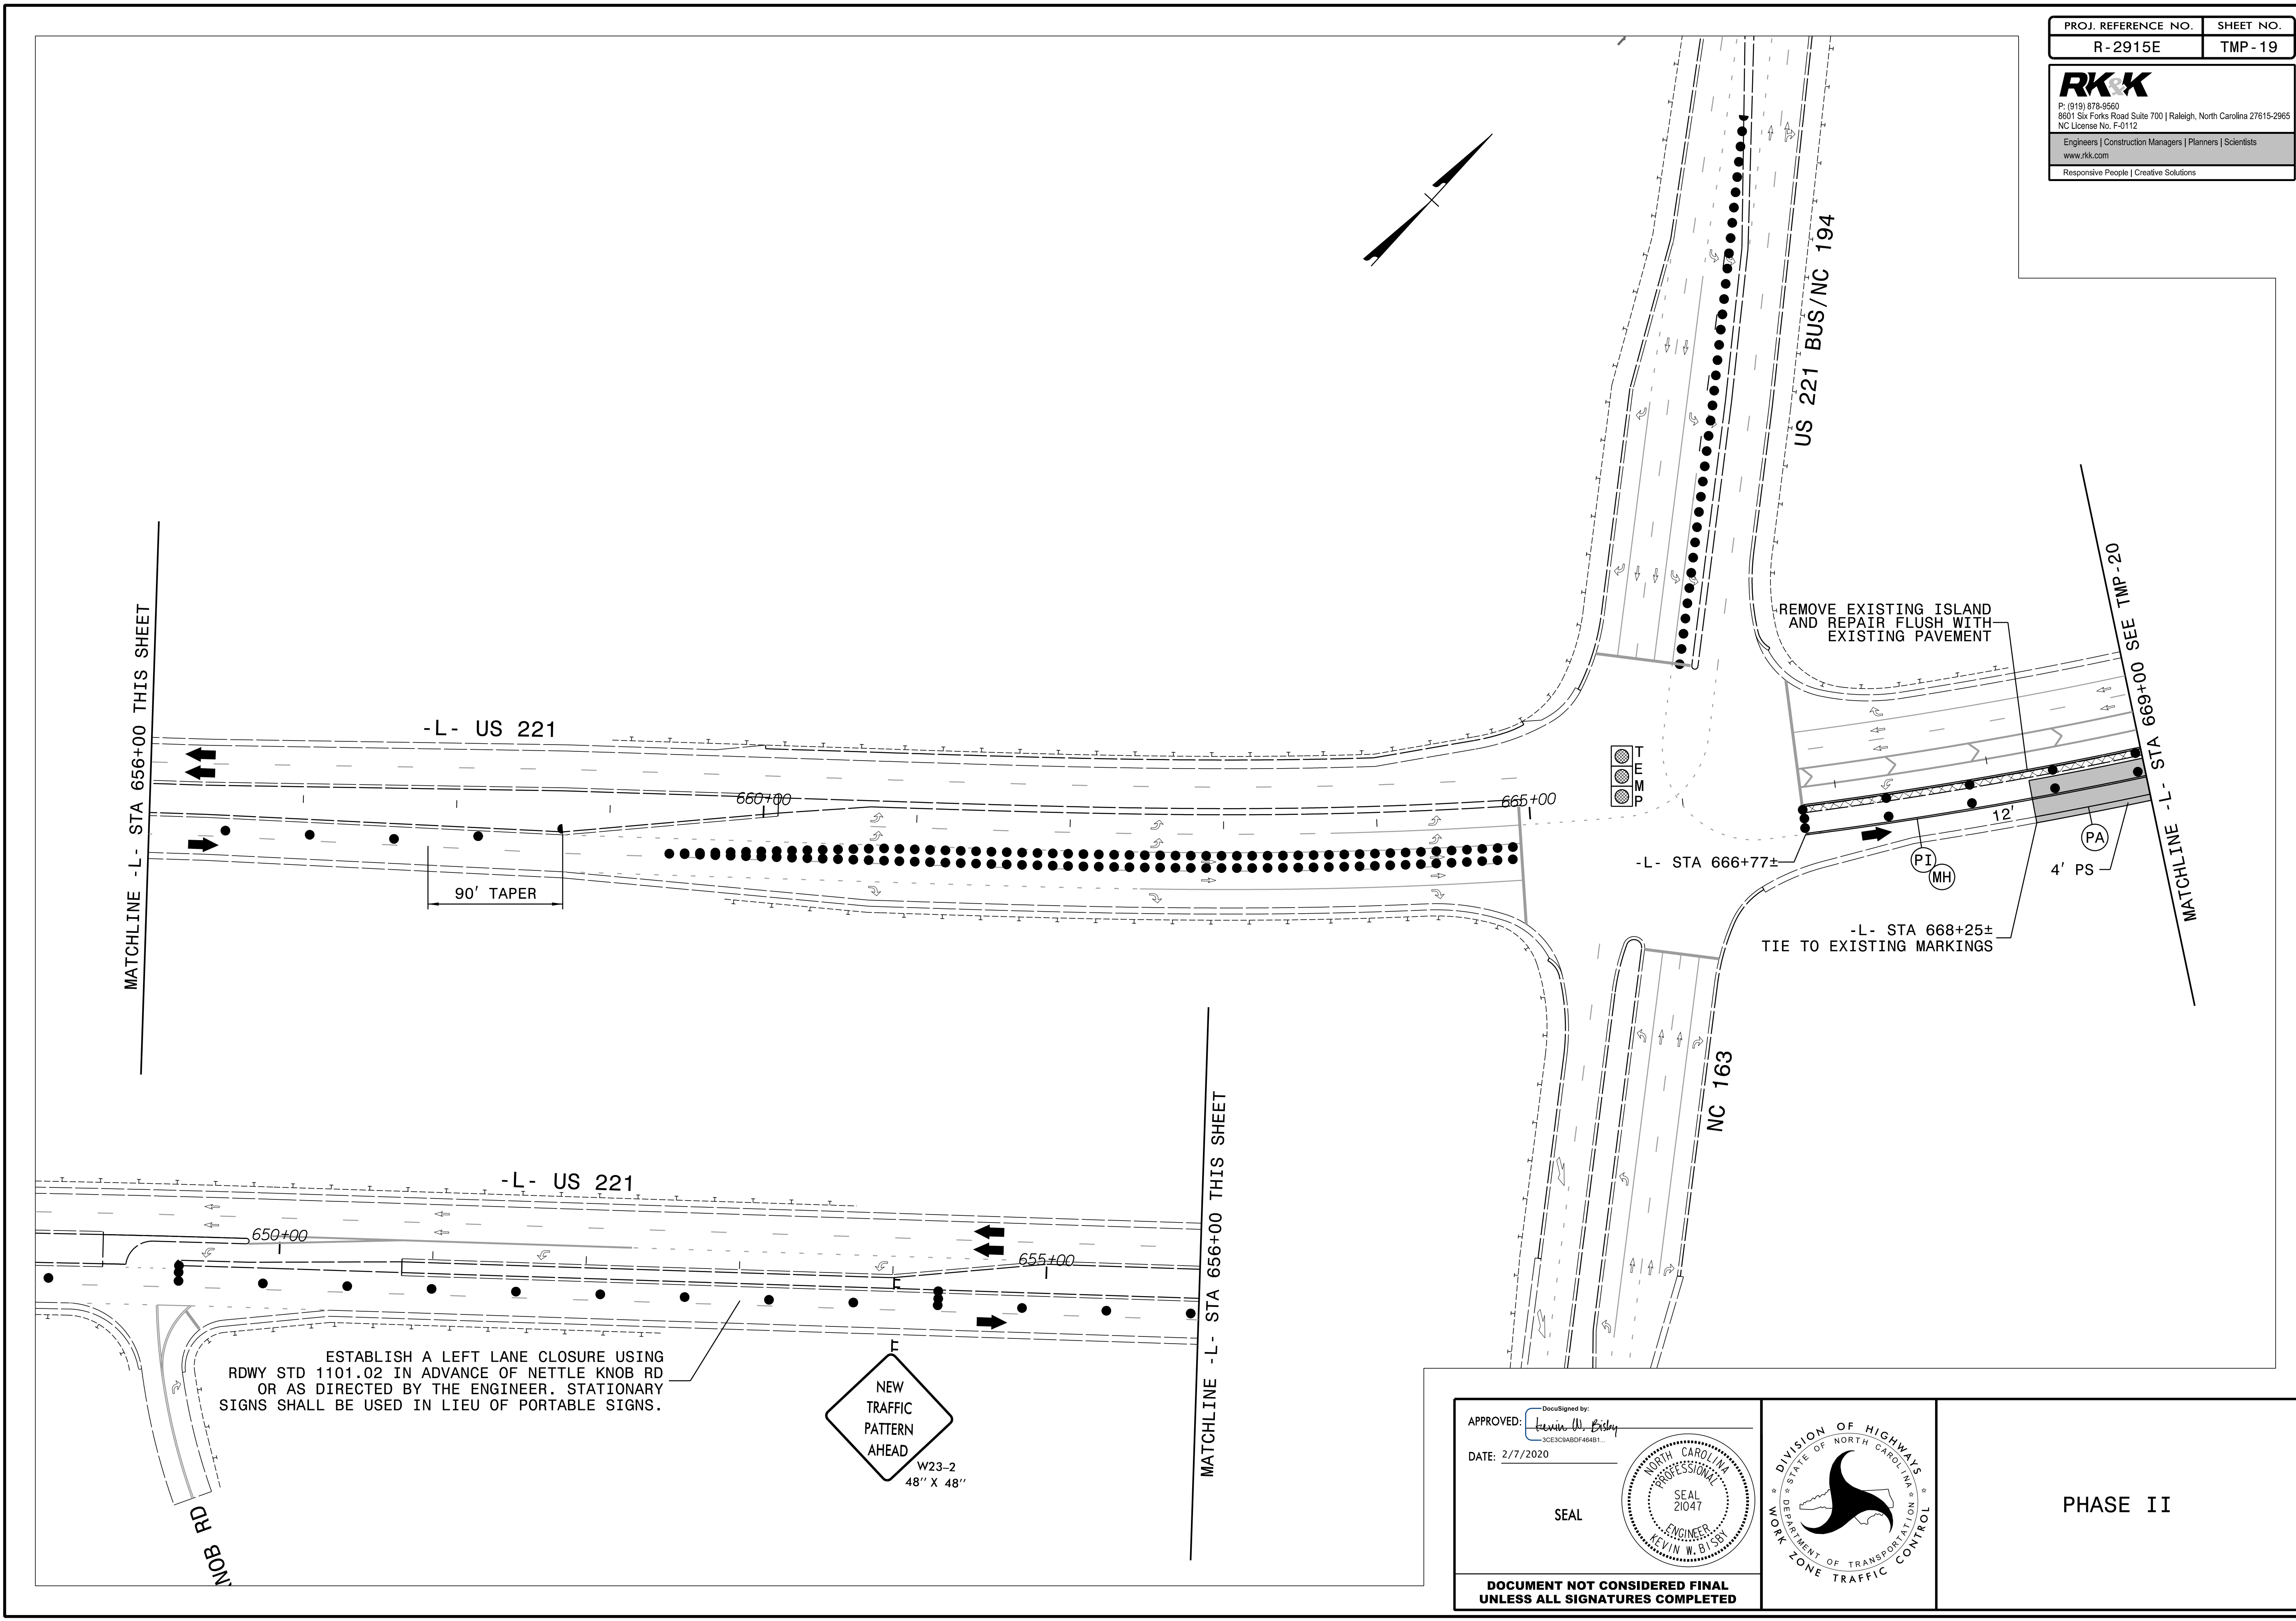 PROJ. REFERENCE NO. SHEET NO.
R-2915E TMP-19
RK&K
P: (919) 878-9560
8601 Six Forks Road Suite 700 | Raleigh, North Carolina 27615-2965
NC License No. F-0112
Engineers | Construction Managers | Planners | Scientists
www.rkk.com
Responsive People | Creative Solutions
US 221 BUS/NC 194
MATCHLINE -L- STA 669+00 SEE TMP-20
REMOVE EXISTING ISLAND
AND REPAIR FLUSH WITH
EXISTING PAVEMENT
MATCHLINE -L- STA 656+00 THIS SHEET
-L- US 221
660+00
665+00
TEMP
90' TAPER
12'
PA
PI
MH
4' PS
-L- STA 666+77±
-L- STA 668+25±
TIE TO EXISTING MARKINGS
NC 163
MATCHLINE -L- STA 656+00 THIS SHEET
-L- US 221
650+00
655+00
ESTABLISH A LEFT LANE CLOSURE USING
RDWY STD 1101.02 IN ADVANCE OF NETTLE KNOB RD
OR AS DIRECTED BY THE ENGINEER. STATIONARY
SIGNS SHALL BE USED IN LIEU OF PORTABLE SIGNS.
NEW
TRAFFIC
PATTERN
AHEAD
W23-2
48" X 48"
NOB RD
APPROVED:
DocuSigned by:
Kevin W. Bisby
3CE3C9ABDF464B1...
DATE: 2/7/2020
SEAL
NORTH CAROLINA
PROFESSIONAL
SEAL
21047
ENGINEER
KEVIN W. BISBY
DOCUMENT NOT CONSIDERED FINAL
UNLESS ALL SIGNATURES COMPLETED
DIVISION OF HIGHWAYS
STATE OF NORTH CAROLINA
DEPARTMENT OF TRANSPORTATION
WORK ZONE TRAFFIC CONTROL
PHASE II